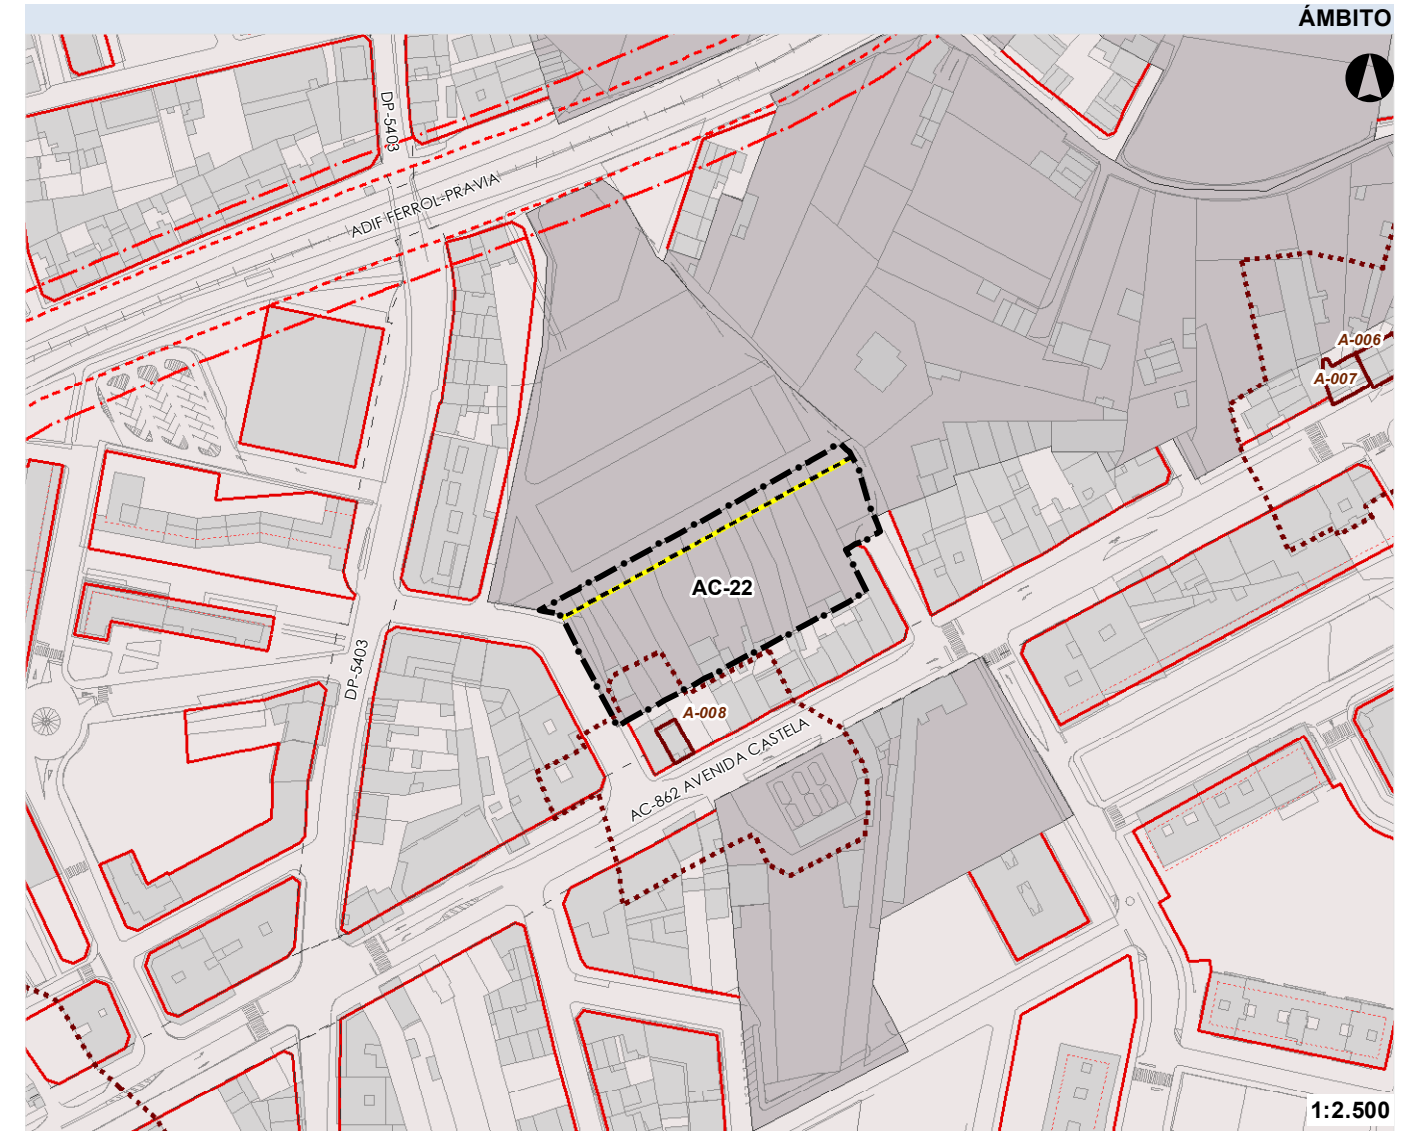 ÁMBITO
DP-5403
ADIF FERROL-PRAVIA
A-006
A-007
AC-22
DP-5403
A-008
AC-862 AVENIDA CASTELA
1:2.500